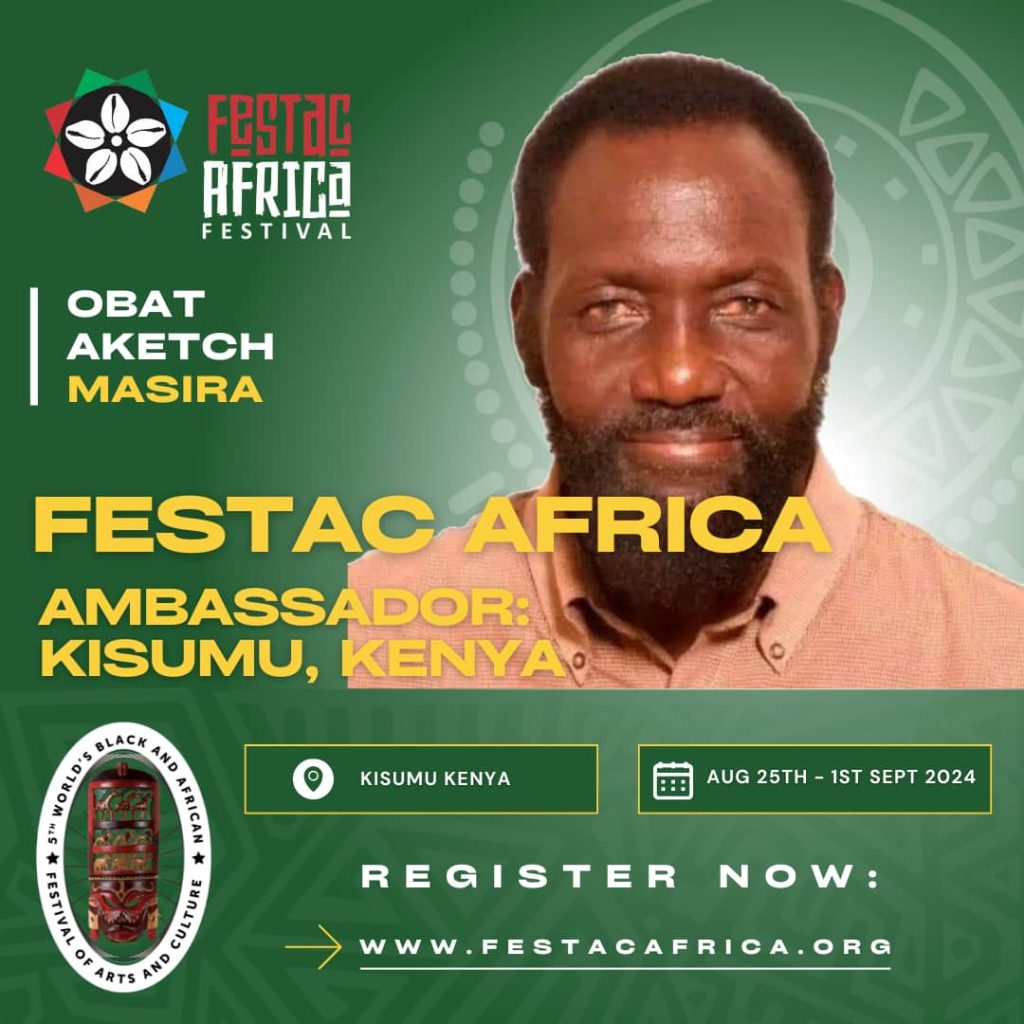 FESTAC
AFRICA
FESTIVAL
OBAT
AKETCH
MASIRA
FESTAC AFRICA
AMBASSADOR:
KISUMU, KENYA
5TH WORLD'S BLACK AND AFRICAN
★ FESTIVAL OF ARTS AND CULTURE ★
KISUMU KENYA
AUG 25TH - 1ST SEPT 2024
REGISTER NOW:
WWW.FESTACAFRICA.ORG